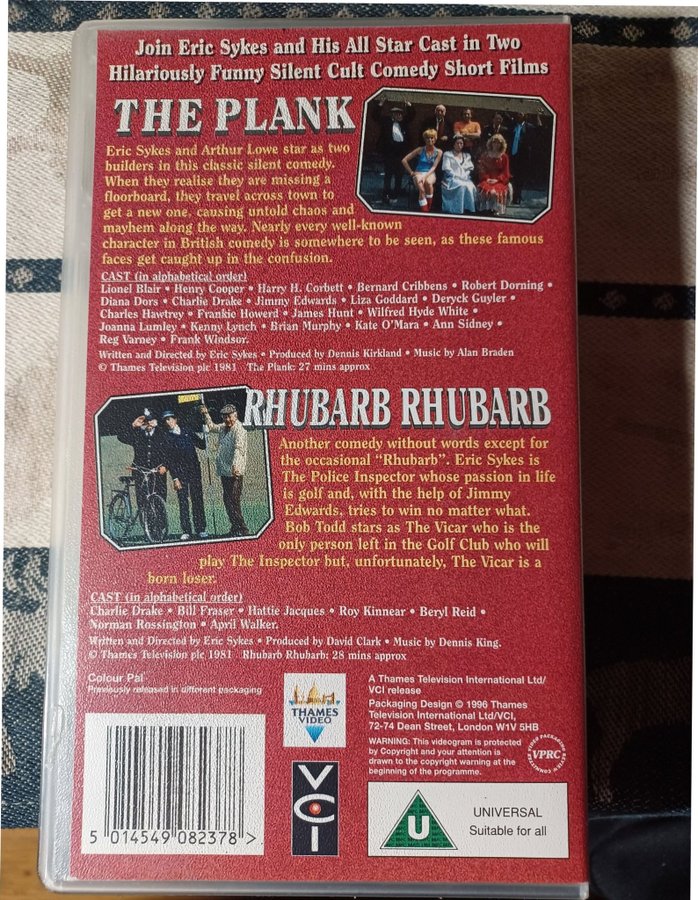 Join Eric Sykes and His All Star Cast in Two
Hilariously Funny Silent Cult Comedy Short Films
THE PLANK
Eric Sykes and Arthur Lowe star as two
builders in this classic silent comedy.
When they realise they are missing a
floorboard, they travel across town to
get a new one, causing untold chaos and
mayhem along the way. Nearly every well-known
character in British comedy is somewhere to be seen, as these famous
faces get caught up in the confusion.
CAST (in alphabetical order)
Lionel Blair • Henry Cooper • Harry H. Corbett • Bernard Cribbens • Robert Dorning •
Diana Dors • Charlie Drake • Jimmy Edwards • Liza Goddard • Deryck Guyler •
Charles Hawtrey • Frankie Howerd • James Hunt • Wilfred Hyde White •
Joanna Lumley • Kenny Lynch • Brian Murphy • Kate O'Mara • Ann Sidney •
Reg Varney • Frank Windsor.
Written and Directed by Eric Sykes • Produced by Dennis Kirkland • Music by Alan Braden
© Thames Television plc 1981 The Plank: 27 mins approx
RHUBARB RHUBARB
Another comedy without words except for
the occasional “Rhubarb”. Eric Sykes is
The Police Inspector whose passion in life
is golf and, with the help of Jimmy
Edwards, tries to win no matter what.
Bob Todd stars as The Vicar who is the
only person left in the Golf Club who will
play The Inspector but, unfortunately, The Vicar is a
born loser.
CAST (in alphabetical order)
Charlie Drake • Bill Fraser • Hattie Jacques • Roy Kinnear • Beryl Reid •
Norman Rossington • April Walker.
Written and Directed by Eric Sykes • Produced by David Clark • Music by Dennis King.
© Thames Television plc 1981 Rhubarb Rhubarb: 28 mins approx
Colour Pal
Previously released in different packaging
THAMES
VIDEO
VCI
5 014549 082378 >
A Thames Television International Ltd/
VCI release
Packaging Design © 1996 Thames
Television International Ltd/VCI,
72-74 Dean Street, London W1V 5HB
WARNING: This videogram is protected
by Copyright and your attention is
drawn to the copyright warning at the
beginning of the programme.
VPRC
U
UNIVERSAL
Suitable for all